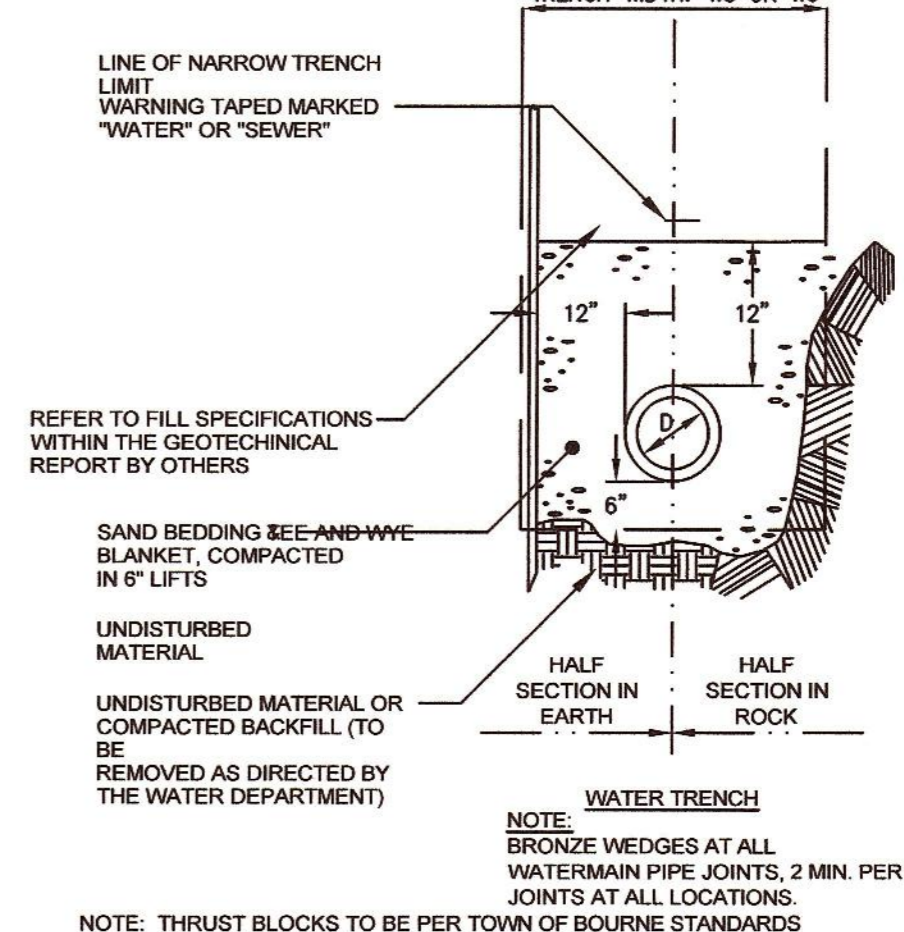 LINE OF NARROW TRENCH
LIMIT
WARNING TAPED MARKED
"WATER" OR "SEWER"
12"
12"
D
REFER TO FILL SPECIFICATIONS
WITHIN THE GEOTECHINICAL
REPORT BY OTHERS
6"
SAND BEDDING & TEE AND WYE
BLANKET, COMPACTED
IN 6" LIFTS
UNDISTURBED
MATERIAL
UNDISTURBED MATERIAL OR
COMPACTED BACKFILL (TO
BE
REMOVED AS DIRECTED BY
THE WATER DEPARTMENT)
HALF
SECTION IN
EARTH
HALF
SECTION IN
ROCK
WATER TRENCH
NOTE:
BRONZE WEDGES AT ALL
WATERMAIN PIPE JOINTS, 2 MIN. PER
JOINTS AT ALL LOCATIONS.
NOTE: THRUST BLOCKS TO BE PER TOWN OF BOURNE STANDARDS